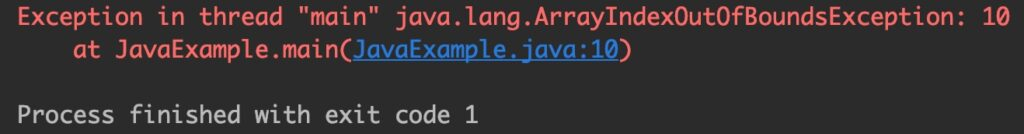 Exception in thread "main" java.lang.ArrayIndexOutOfBoundsException: 10
at JavaExample.main(JavaExample.java:10)
Process finished with exit code 1